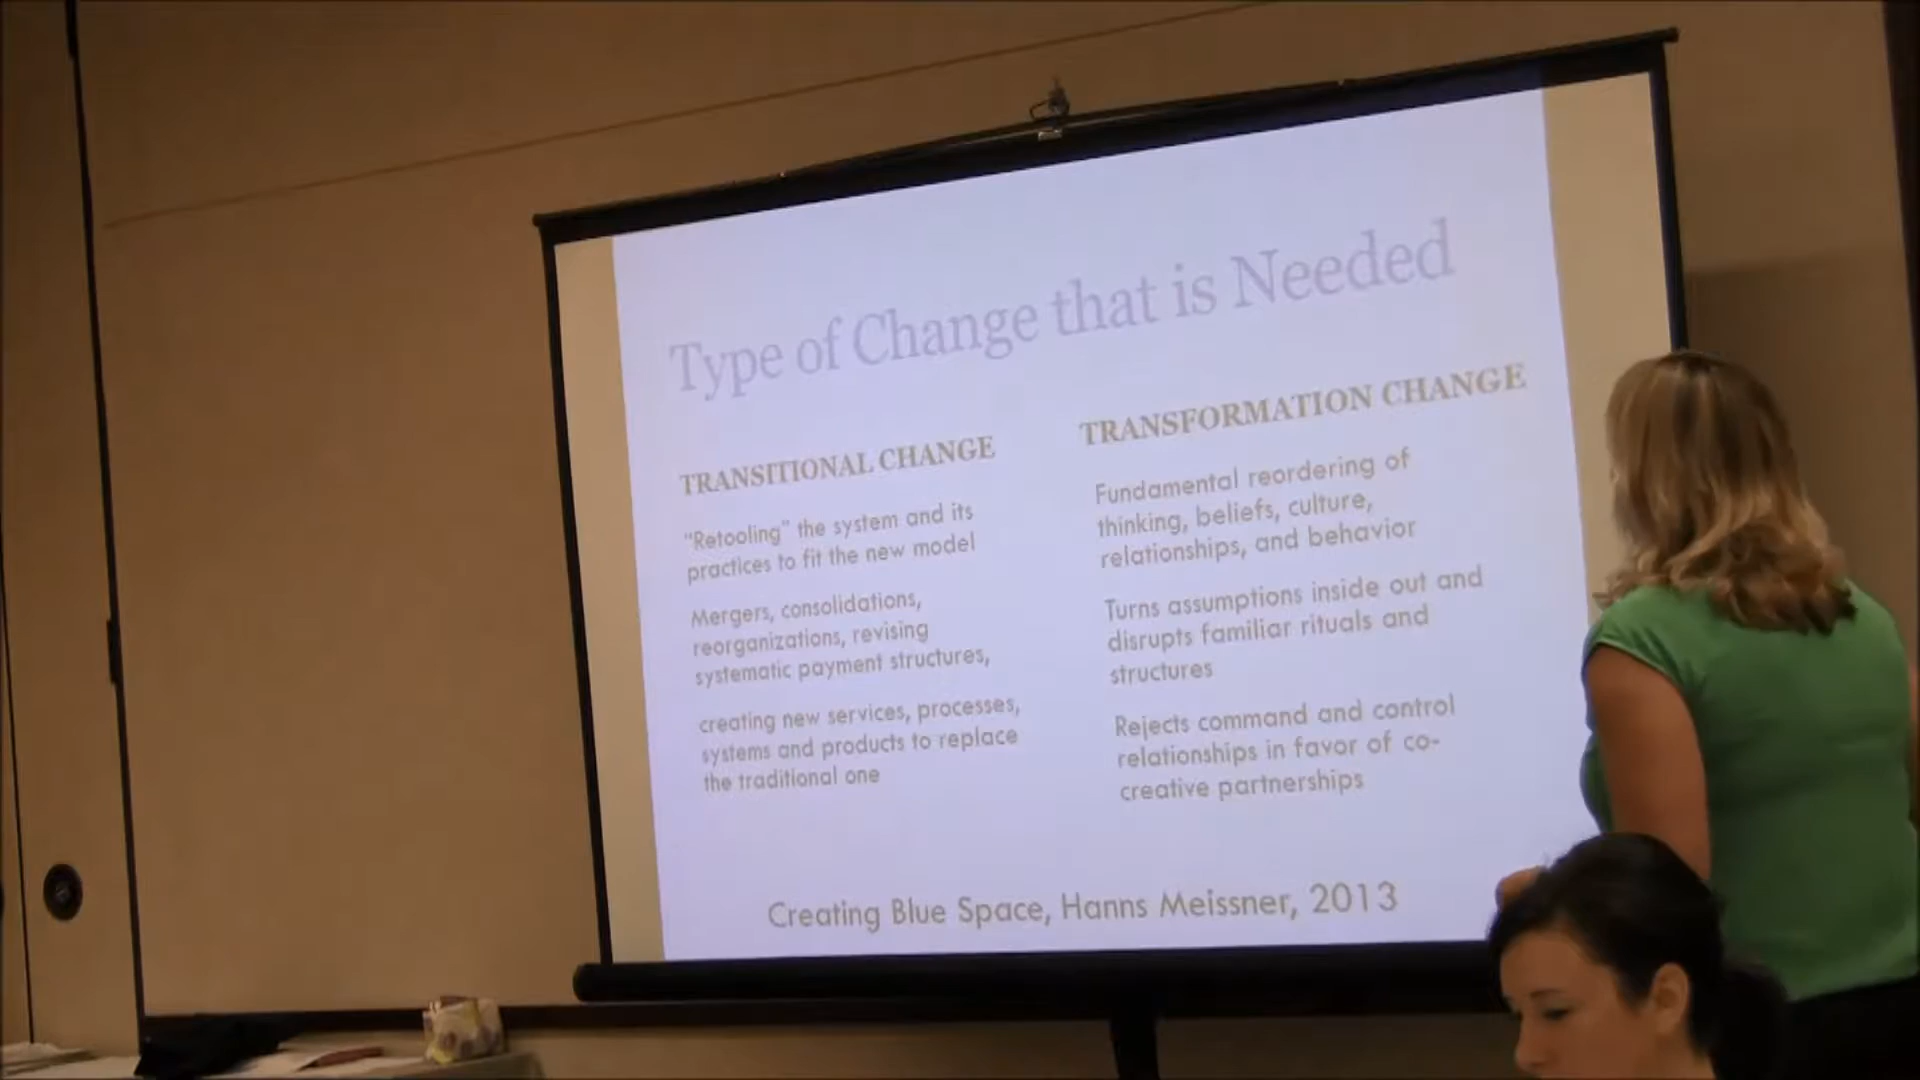 Type of Change that is Needed
TRANSITIONAL CHANGE
"Retooling" the system and its
practices to fit the new model
Mergers, consolidations,
reorganizations, revising
systematic payment structures,
creating new services, processes,
systems and products to replace
the traditional one
TRANSFORMATION CHANGE
Fundamental reordering of
thinking, beliefs, culture,
relationships, and behavior
Turns assumptions inside out and
disrupts familiar rituals and
structures
Rejects command and control
relationships in favor of co-
creative partnerships
Creating Blue Space, Hanns Meissner, 2013